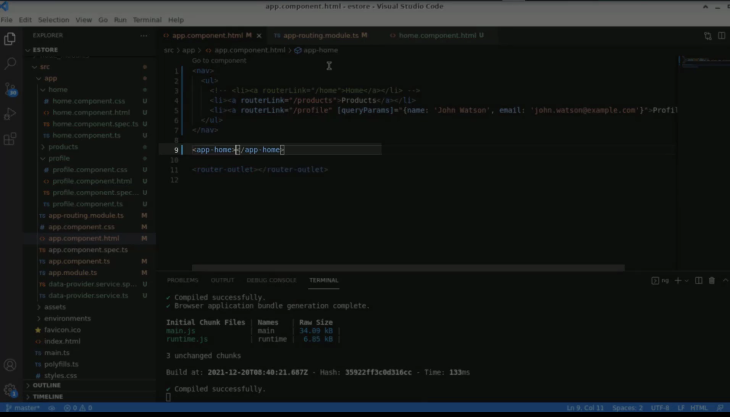 app.component.html - estore - Visual Studio Code
File Edit Selection View Go Run Terminal Help
EXPLORER ···
ESTORE
src
app
home
home.component.css U
home.component.html U
home.component.spec.ts U
home.component.ts U
products
profile
profile.component.css U
profile.component.html U
profile.component.spec... U
profile.component.ts U
app-routing.module.ts M
app.component.css M
app.component.html M
app.component.spec.ts
app.component.ts M
app.module.ts M
data-provider.service.sp... U
data-provider.service.ts U
assets
environments
favicon.ico
index.html
main.ts
polyfills.ts
styles.css
OUTLINE
TIMELINE
app.component.html M app-routing.module.ts M home.component.html U
src > app > app.component.html > app-home
Go to component
1 <nav>
2 <ul>
3 <!-- <li><a routerLink="/home">Home</a></li> -->
4 <li><a routerLink="/products">Products</a></li>
5 <li><a routerLink="/profile" [queryParams]="{name: 'John Watson', email: 'john.watson@example.com'}">Profil
6 </ul>
7 </nav>
8
9 <app-home></app-home>
10
11 <router-outlet></router-outlet>
12
PROBLEMS OUTPUT DEBUG CONSOLE TERMINAL ng
✓ Compiled successfully.
✓ Browser application bundle generation complete.
Initial Chunk Files | Names | Raw Size
main.js | main | 34.09 kB |
runtime.js | runtime | 6.85 kB |
3 unchanged chunks
Build at: 2021-12-20T08:40:21.687Z - Hash: 35922ff3c0d316cc - Time: 133ms
✓ Compiled successfully.
master* 0 0 Ln 9, Col 11 Spaces: 2 UTF-8 LF HTML